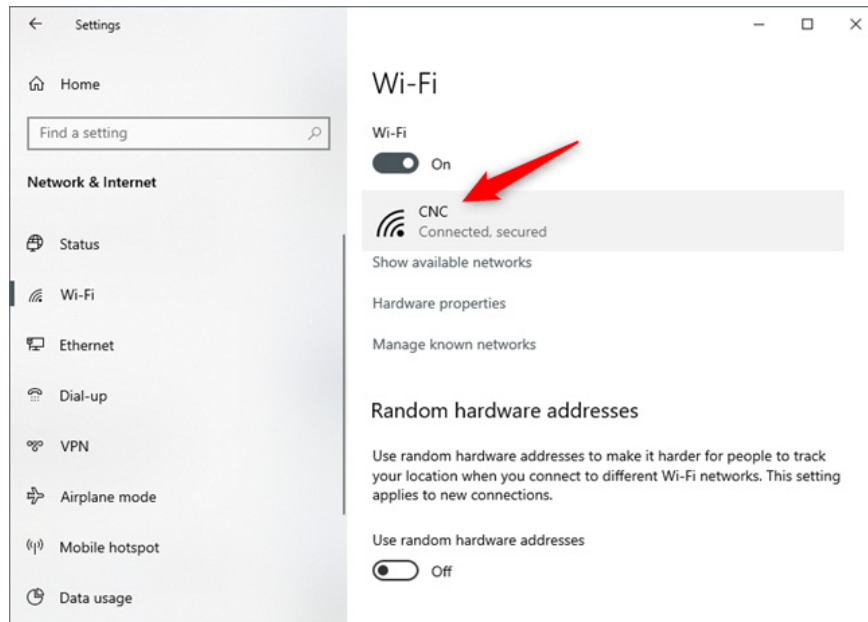 Settings
Home
Find a setting
Network & Internet
Status
Wi-Fi
Ethernet
Dial-up
VPN
Airplane mode
Mobile hotspot
Data usage
Wi-Fi
Wi-Fi
On
CNC
Connected, secured
Show available networks
Hardware properties
Manage known networks
Random hardware addresses
Use random hardware addresses to make it harder for people to track
your location when you connect to different Wi-Fi networks. This setting
applies to new connections.
Use random hardware addresses
Off